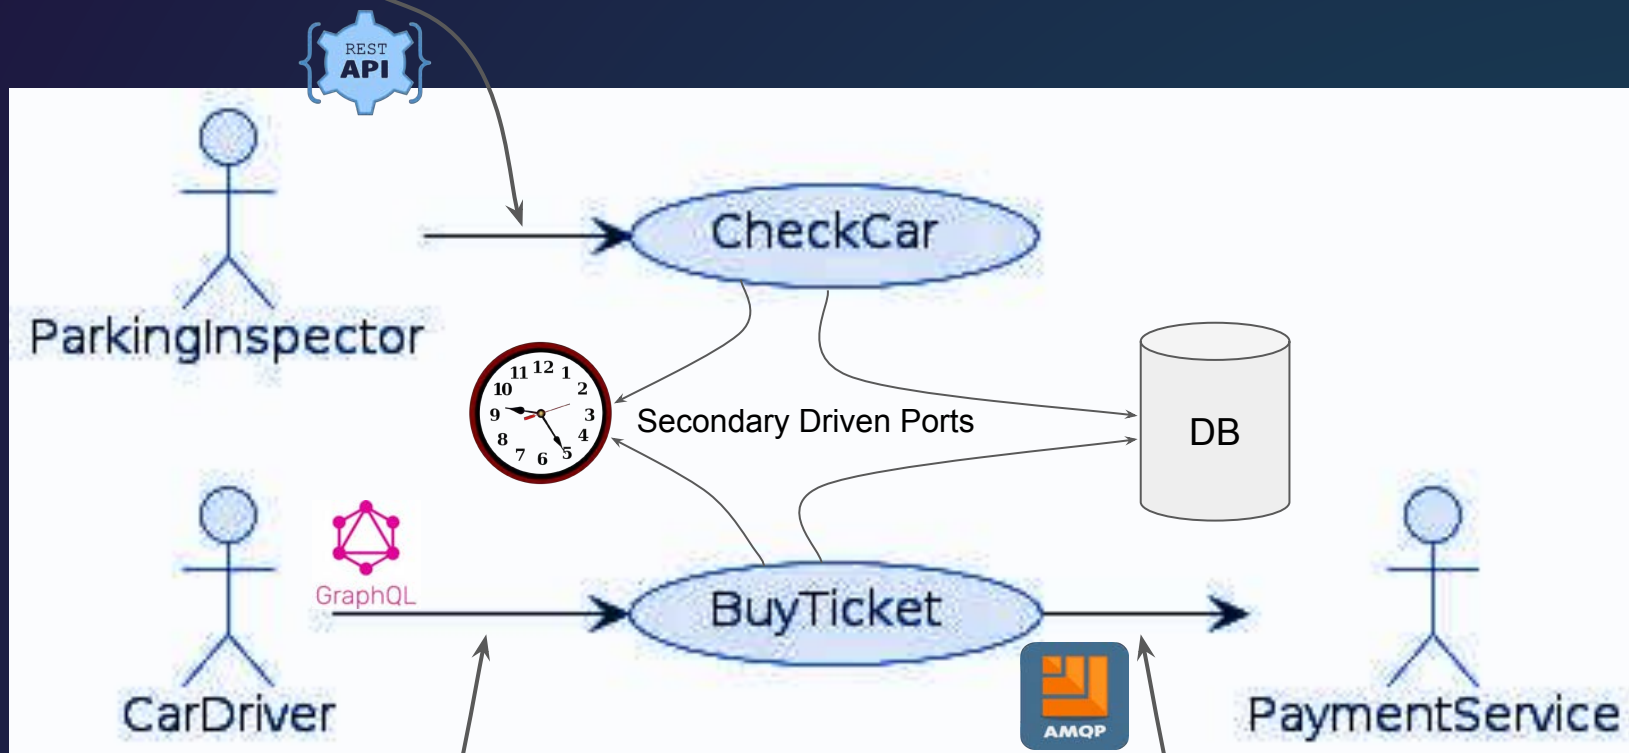 REST
API
CheckCar
ParkingInspector
12
11
1
10
2
9
3
8
4
7
5
6
Secondary Driven Ports
DB
GraphQL
BuyTicket
CarDriver
AMQP
PaymentService